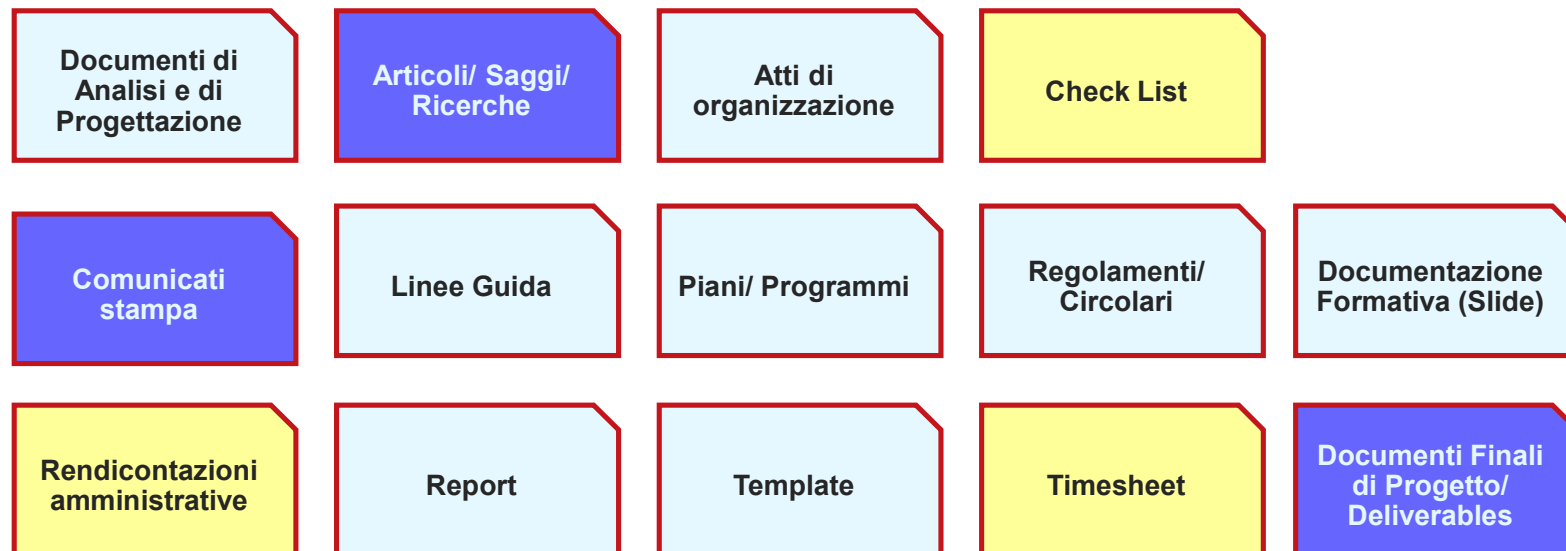 Documenti di
Analisi e di
Progettazione
Articoli/ Saggi/
Ricerche
Atti di
organizzazione
Check List
Comunicati
stampa
Linee Guida
Piani/ Programmi
Regolamenti/
Circolari
Documentazione
Formativa (Slide)
Rendicontazioni
amministrative
Report
Template
Timesheet
Documenti Finali
di Progetto/
Deliverables